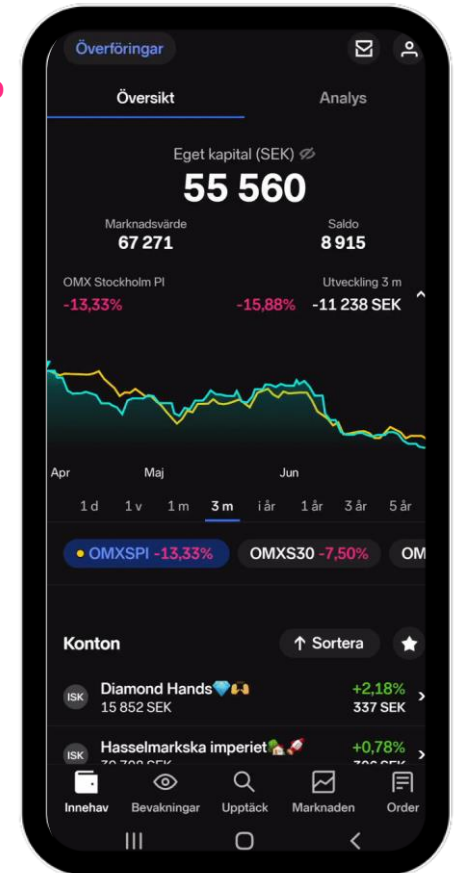 Överföringar
Översikt Analys
Eget kapital (SEK)
55 560
Marknadsvärde Saldo
67 271 8 915
OMX Stockholm PI Utveckling 3 m
-13,33% -15,88% -11 238 SEK
Apr Maj Jun
1 d 1 v 1 m 3 m i år 1 år 3 år 5 år
OMXSPI -13,33% OMXS30 -7,50% OM
Konton ↑ Sortera
ISK Diamond Hands💎🙌 +2,18%
15 852 SEK 337 SEK
ISK Hasselmarkska imperiet🏡🚀 +0,78%
Innehav Bevakningar Upptäck Marknaden Order